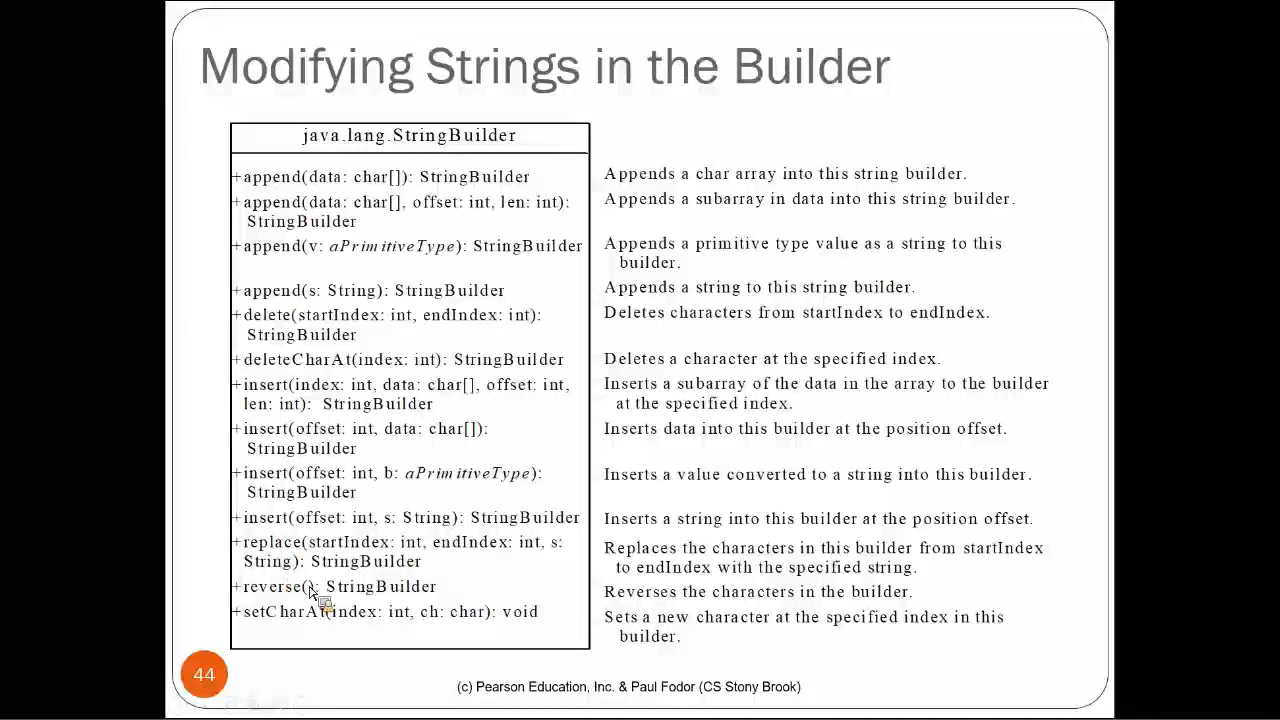 Modifying Strings in the Builder
java.lang.StringBuilder
+append(data: char[]): StringBuilder
Appends a char array into this string builder.
+append(data: char[], offset: int, len: int):
StringBuilder
Appends a subarray in data into this string builder.
+append(v: aPrimitiveType): StringBuilder
Appends a primitive type value as a string to this
builder.
+append(s: String): StringBuilder
Appends a string to this string builder.
+delete(startIndex: int, endIndex: int):
StringBuilder
Deletes characters from startIndex to endIndex.
+deleteCharAt(index: int): StringBuilder
Deletes a character at the specified index.
+insert(index: int, data: char[], offset: int,
len: int): StringBuilder
Inserts a subarray of the data in the array to the builder
at the specified index.
+insert(offset: int, data: char[]):
StringBuilder
Inserts data into this builder at the position offset.
+insert(offset: int, b: aPrimitiveType):
StringBuilder
Inserts a value converted to a string into this builder.
+insert(offset: int, s: String): StringBuilder
Inserts a string into this builder at the position offset.
+replace(startIndex: int, endIndex: int, s:
String): StringBuilder
Replaces the characters in this builder from startIndex
to endIndex with the specified string.
+reverse(): StringBuilder
Reverses the characters in the builder.
+setCharAt(index: int, ch: char): void
Sets a new character at the specified index in this
builder.
44
(c) Pearson Education, Inc. & Paul Fodor (CS Stony Brook)